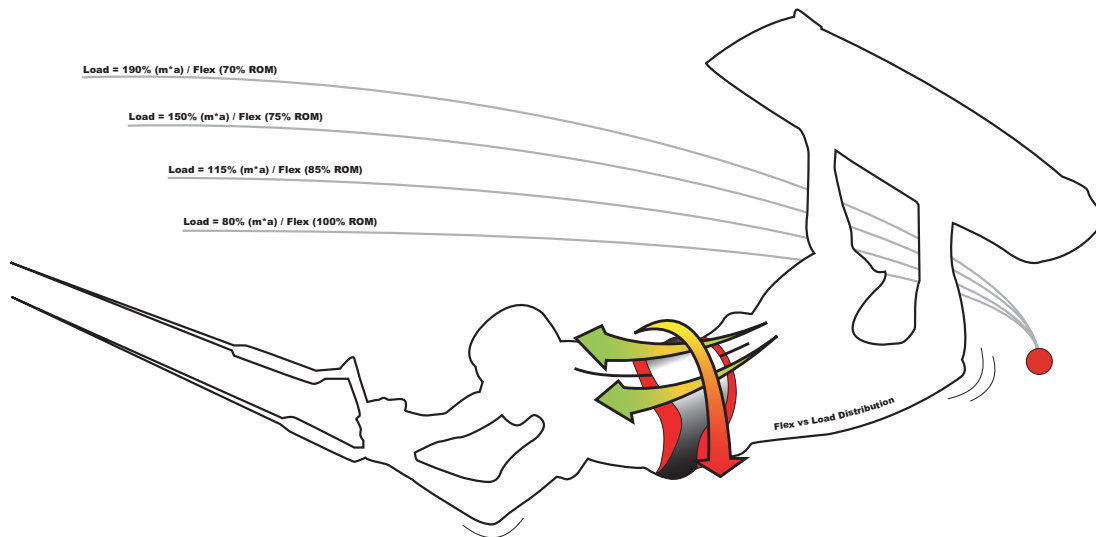 Load = 190% (m*a) / Flex (70% ROM)
Load = 150% (m*a) / Flex (75% ROM)
Load = 115% (m*a) / Flex (85% ROM)
Load = 80% (m*a) / Flex (100% ROM)
Flex vs Load Distribution